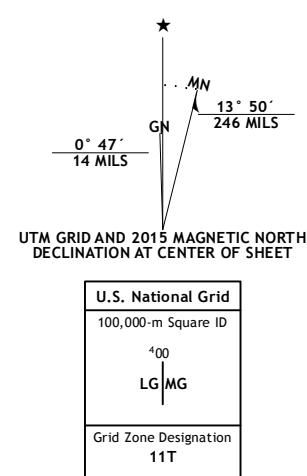 ★
MN
GN
13° 50´
246 MILS
0° 47´
14 MILS
UTM GRID AND 2015 MAGNETIC NORTH
DECLINATION AT CENTER OF SHEET
U.S. National Grid
100,000-m Square ID
⁴00
LG MG
Grid Zone Designation
11T